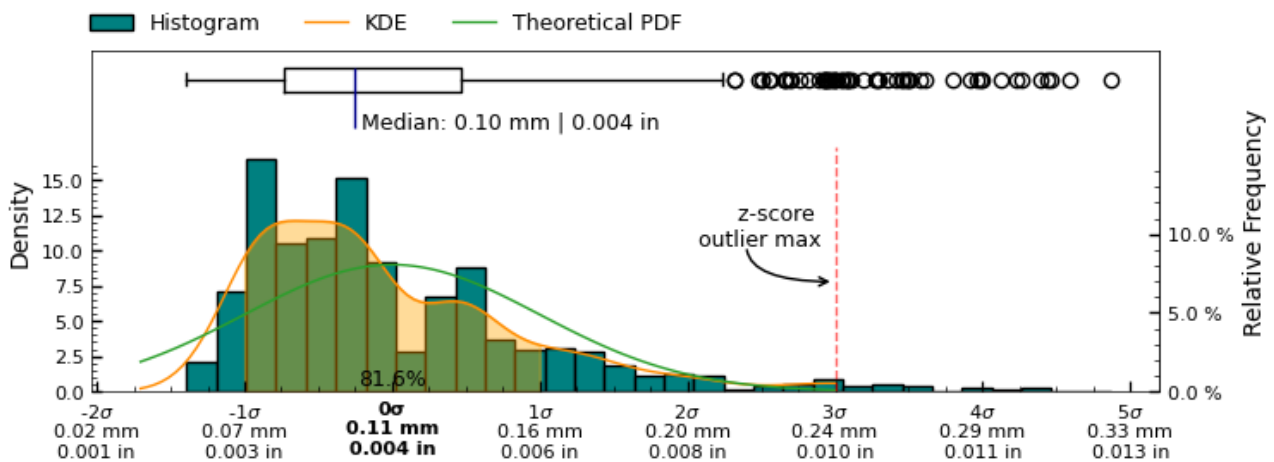 Histogram KDE Theoretical PDF
Median: 0.10 mm | 0.004 in
Density
15.0
12.5
10.0
7.5
5.0
2.5
0.0
z-score
outlier max
81.6%
Relative Frequency
10.0 %
5.0 %
0.0 %
-2σ -1σ 0σ 1σ 2σ 3σ 4σ 5σ
0.02 mm 0.07 mm 0.11 mm 0.16 mm 0.20 mm 0.24 mm 0.29 mm 0.33 mm
0.001 in 0.003 in 0.004 in 0.006 in 0.008 in 0.010 in 0.011 in 0.013 in